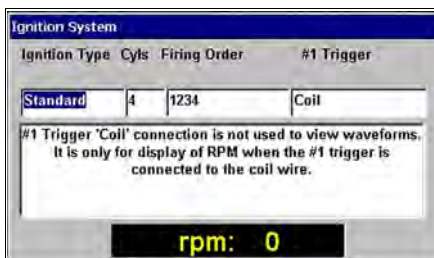 Ignition System
Ignition Type Cyls Firing Order #1 Trigger
Standard 4 1234 Coil
#1 Trigger 'Coil' connection is not used to view waveforms.
It is only for display of RPM when the #1 trigger is
connected to the coil wire.
rpm: 0